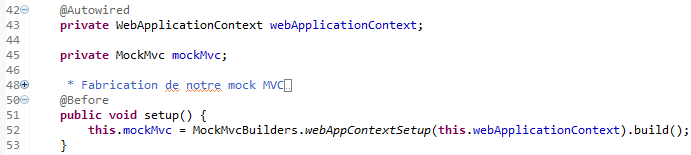 42 @Autowired
43 private WebApplicationContext webApplicationContext;
44
45 private MockMvc mockMvc;
46
48 * Fabrication de notre mock MVC
50 @Before
51 public void setup() {
52 this.mockMvc = MockMvcBuilders.webAppContextSetup(this.webApplicationContext).build();
53 }